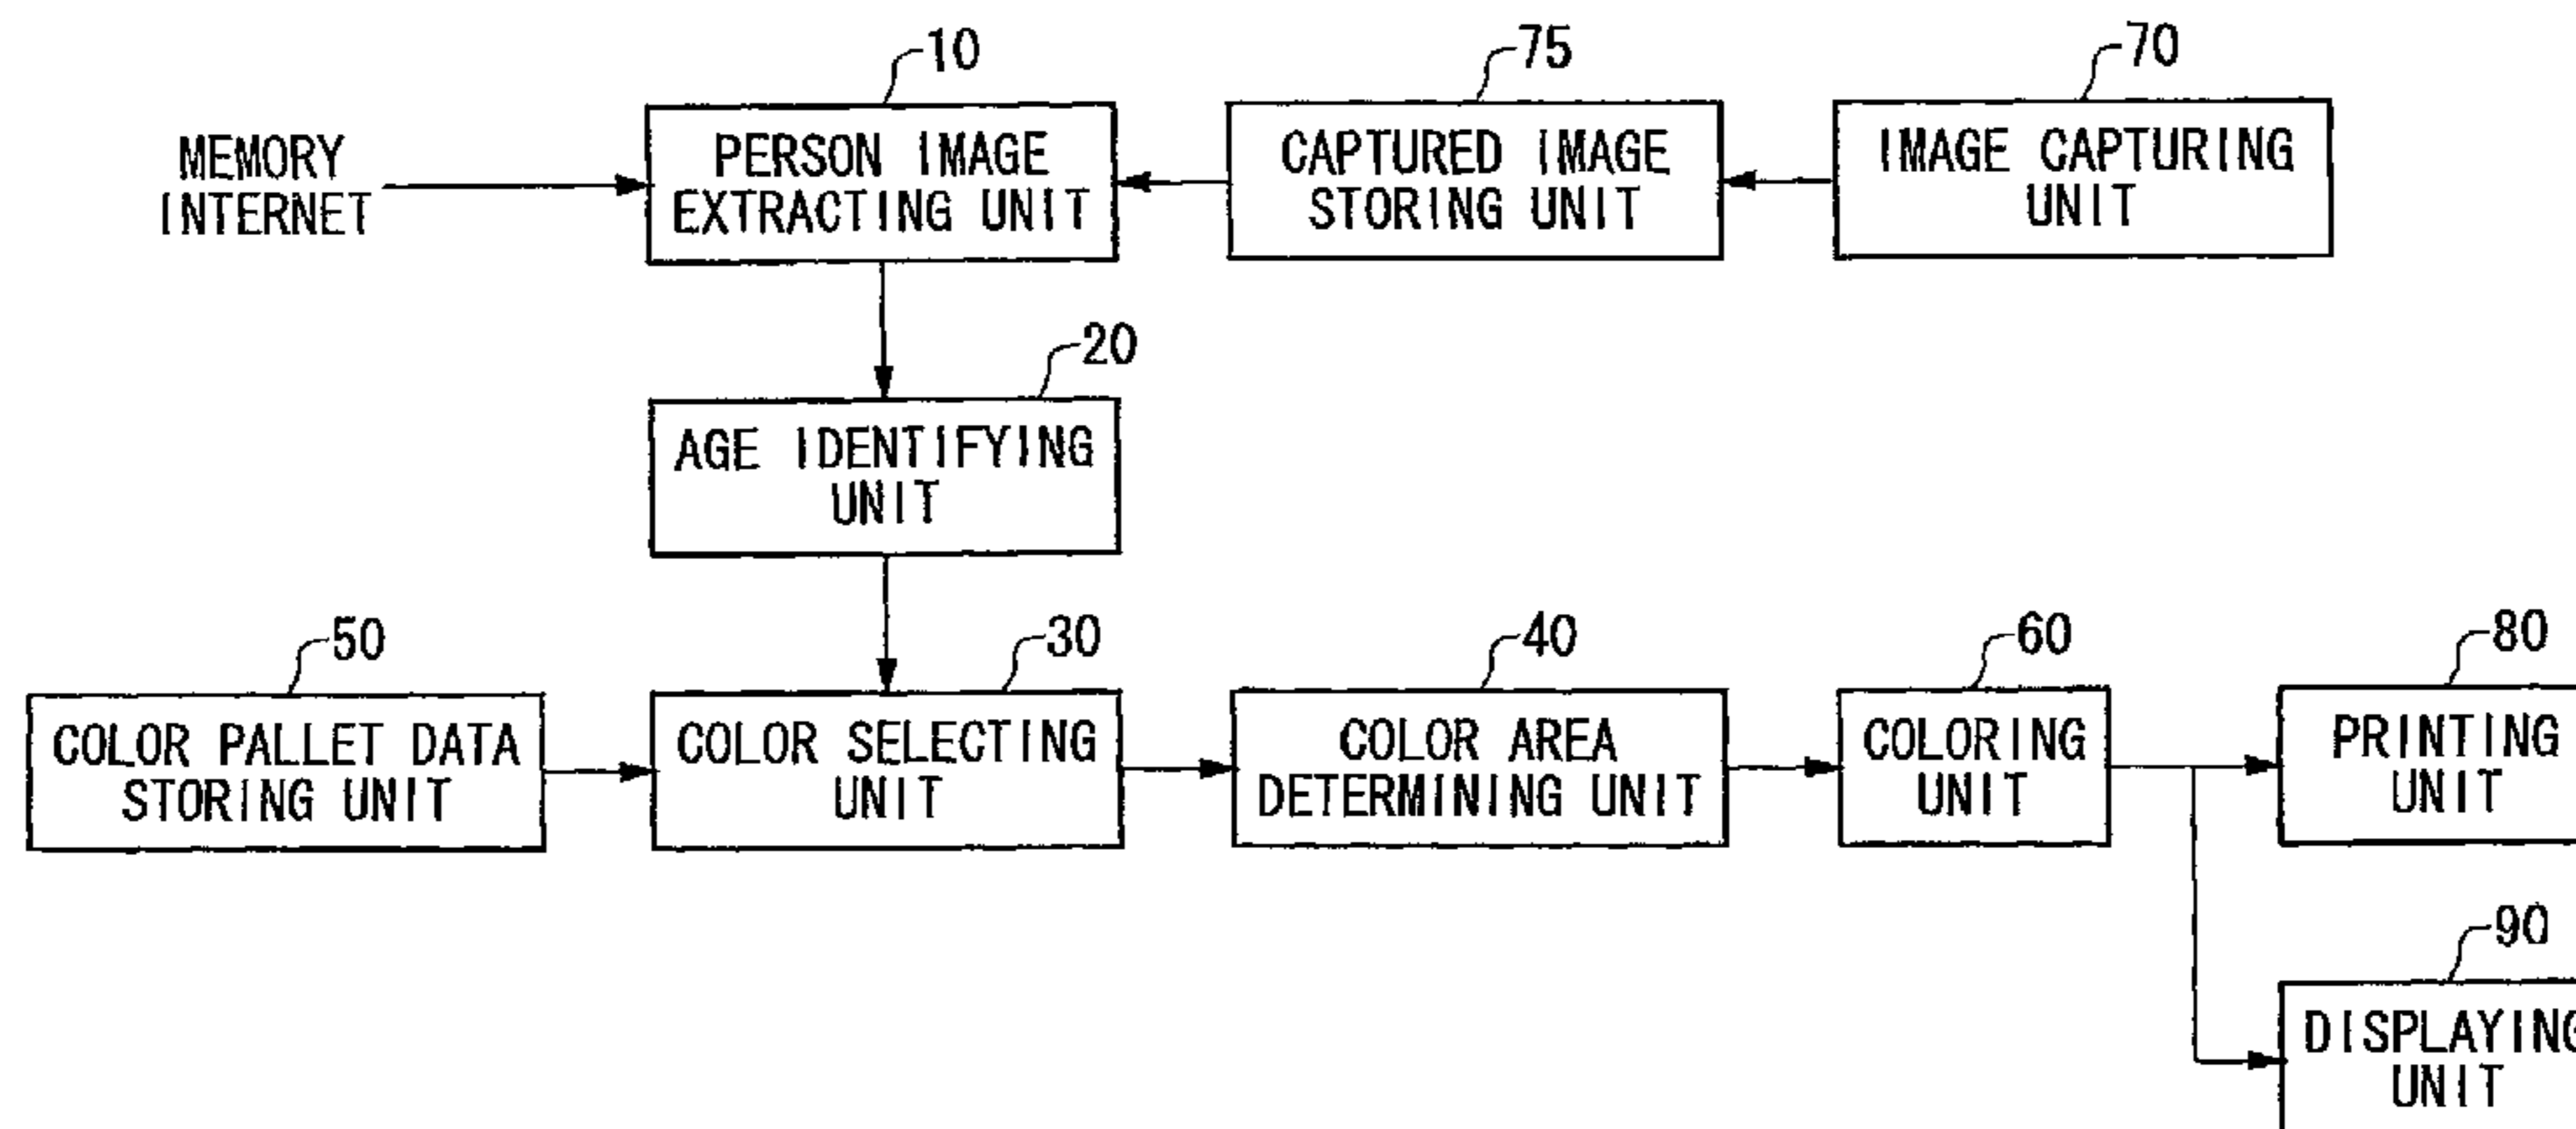 10
75
70
MEMORY
INTERNET
PERSON IMAGE
EXTRACTING UNIT
CAPTURED IMAGE
STORING UNIT
IMAGE CAPTURING
UNIT
20
AGE IDENTIFYING
UNIT
50
30
40
60
80
COLOR PALLET DATA
STORING UNIT
COLOR SELECTING
UNIT
COLOR AREA
DETERMINING UNIT
COLORING
UNIT
PRINTING
UNIT
90
DISPLAYING
UNIT